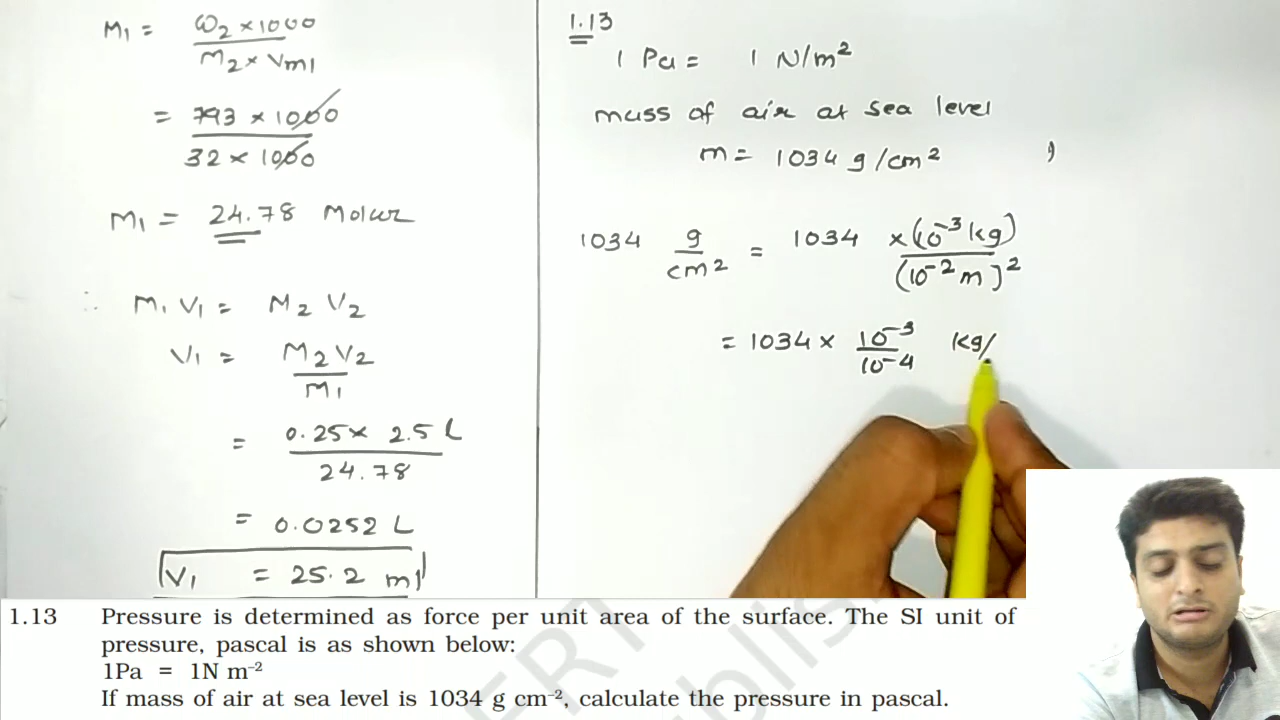 M1 = ω2 × 1000 / M2 × Vm1
= 793 × 1000 / 32 × 1000
M1 = 24.78 Molar
∴ M1 V1 = M2 V2
V1 = M2 V2 / M1
= 0.25 × 2.5 L / 24.78
= 0.0252 L
V1 = 25.2 ml
1.13
1 Pa = 1 N/m²
mass of air at sea level
m = 1034 g/cm² ,
1034 g/cm² = 1034 × (10⁻³ kg) / (10⁻² m)²
= 1034 × 10⁻³ / 10⁻⁴ kg/
1.13 Pressure is determined as force per unit area of the surface. The SI unit of
pressure, pascal is as shown below:
1Pa = 1N m⁻²
If mass of air at sea level is 1034 g cm⁻², calculate the pressure in pascal.